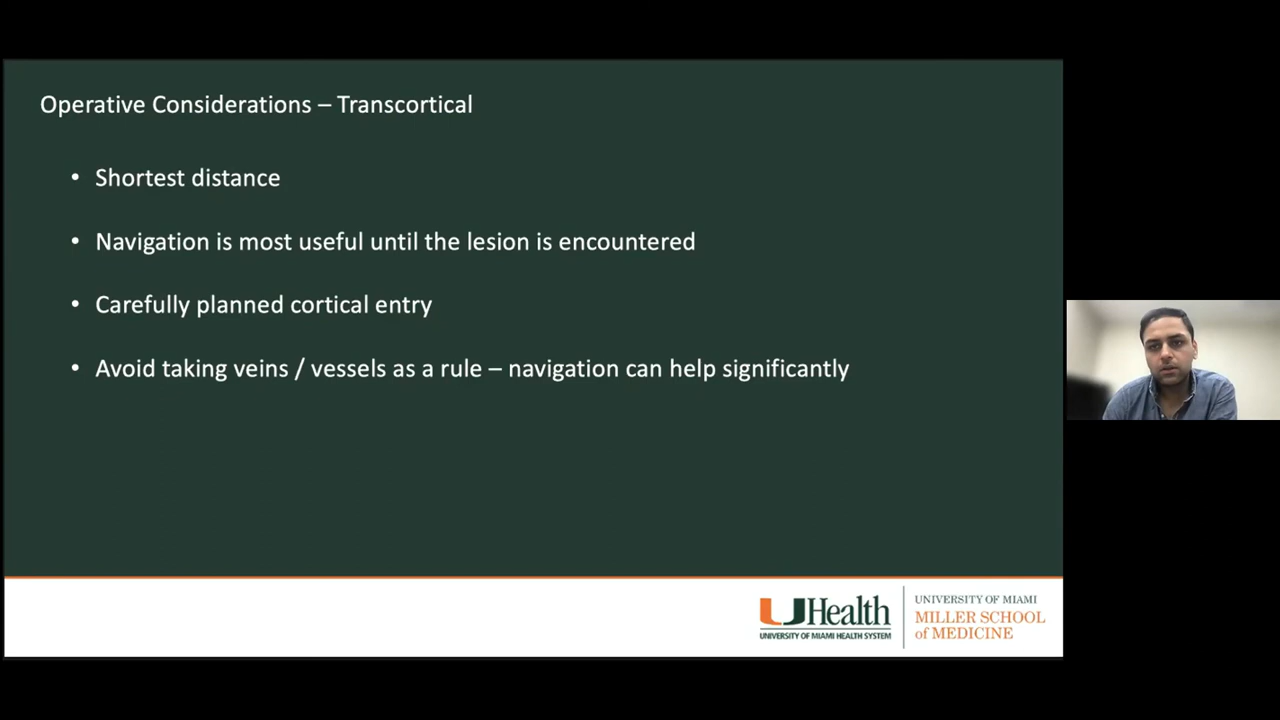 Operative Considerations – Transcortical
• Shortest distance
• Navigation is most useful until the lesion is encountered
• Carefully planned cortical entry
• Avoid taking veins / vessels as a rule – navigation can help significantly
UHealth
UNIVERSITY OF MIAMI HEALTH SYSTEM
UNIVERSITY OF MIAMI
MILLER SCHOOL
of MEDICINE